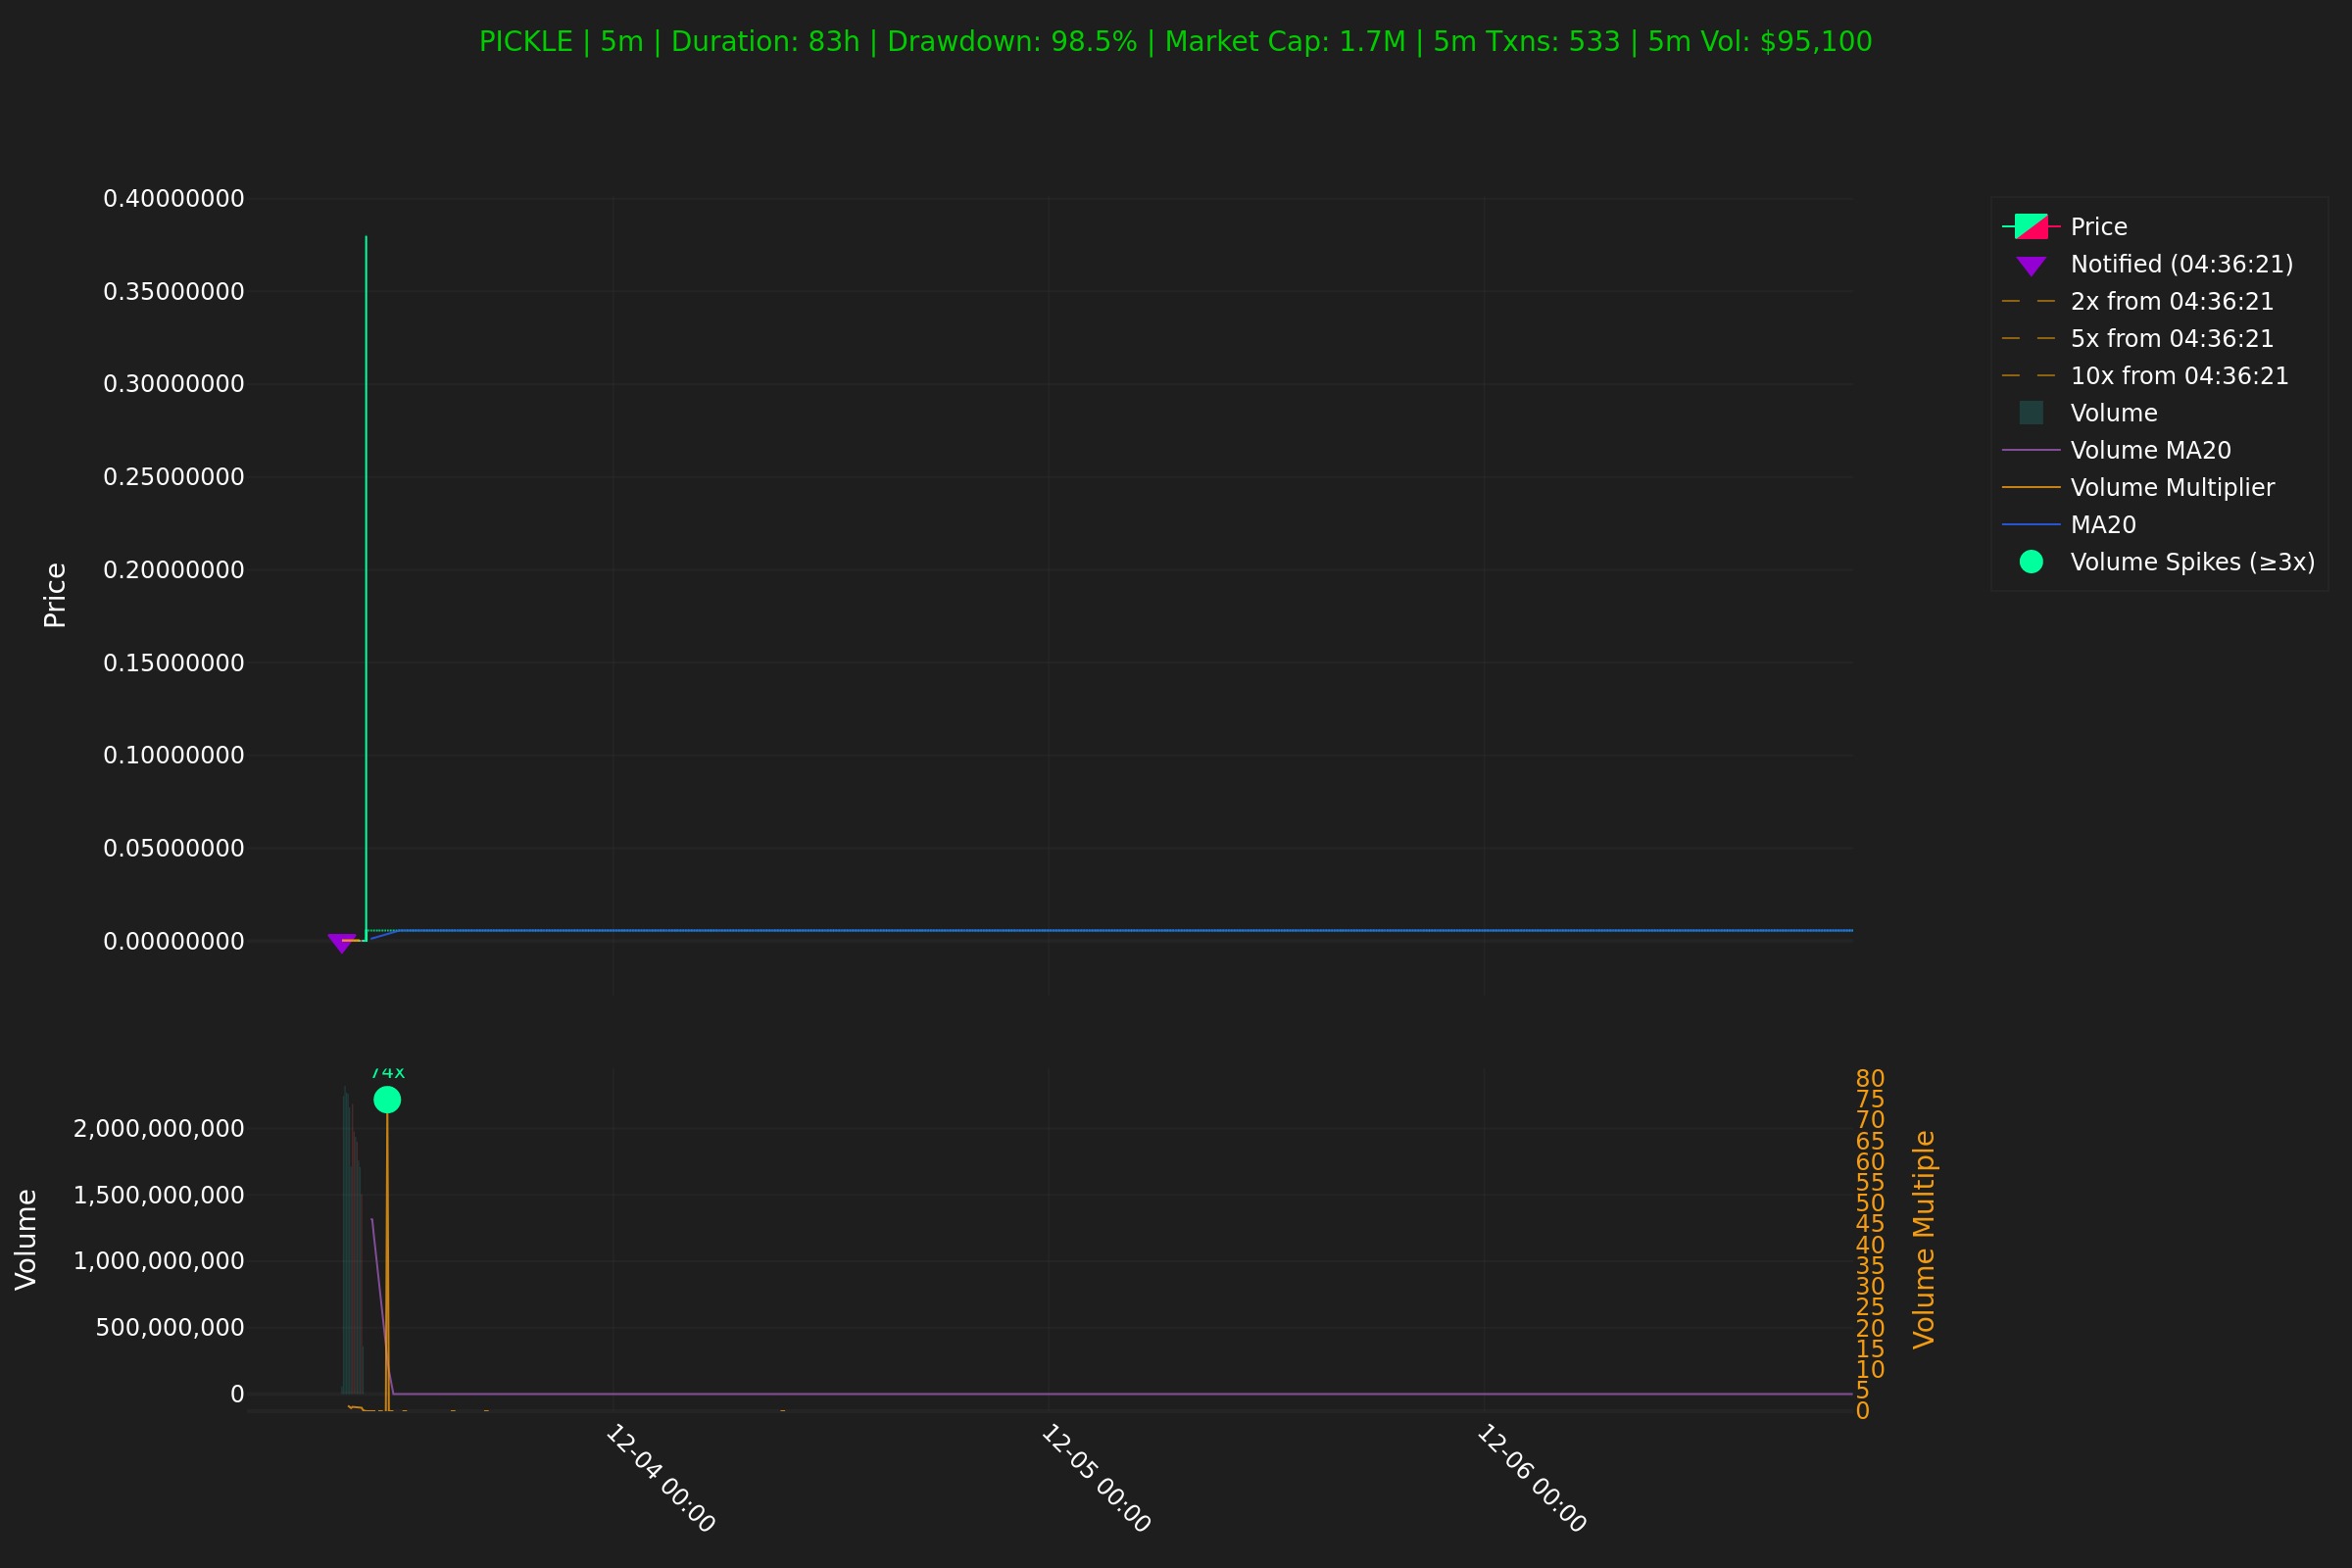 PICKLE | 5m | Duration: 83h | Drawdown: 98.5% | Market Cap: 1.7M | 5m Txns: 533 | 5m Vol: $95,100
0.40000000
0.35000000
0.30000000
0.25000000
0.20000000
0.15000000
0.10000000
0.05000000
0.00000000
Price
Price
Notified (04:36:21)
2x from 04:36:21
5x from 04:36:21
10x from 04:36:21
Volume
Volume MA20
Volume Multiplier
MA20
Volume Spikes (≥3x)
74x
2,000,000,000
1,500,000,000
1,000,000,000
500,000,000
0
Volume
80
75
70
65
60
55
50
45
40
35
30
25
20
15
10
5
0
Volume Multiple
12-04 00:00
12-05 00:00
12-06 00:00